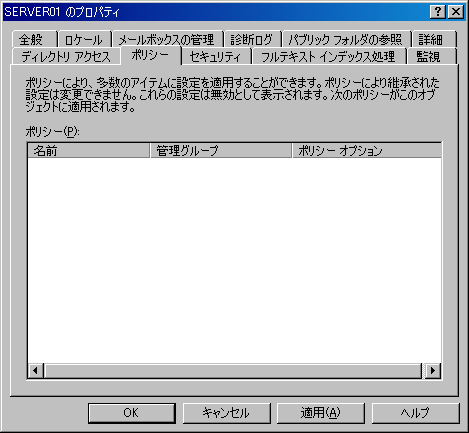 SERVER01 のプロパティ
全般 ロケール メールボックスの管理 診断ログ パブリック フォルダの参照 詳細
ディレクトリ アクセス ポリシー セキュリティ フルテキスト インデックス処理 監視
ポリシーにより、多数のアイテムに設定を適用することができます。ポリシーにより継承された
設定は変更できません。これらの設定は無効として表示されます。次のポリシーがこのオブ
ジェクトに適用されます。
ポリシー(P):
名前 管理グループ ポリシー オプション
OK キャンセル 適用(A) ヘルプ